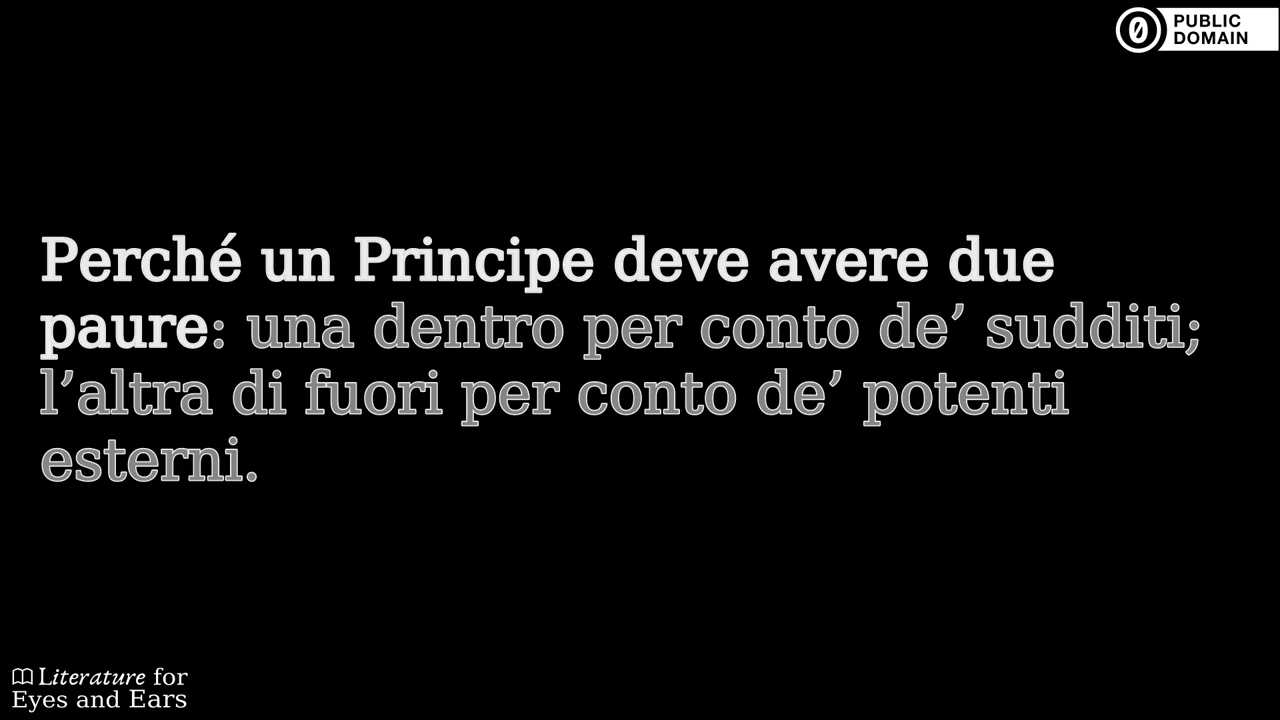 PUBLIC
DOMAIN
Perché un Principe deve avere due
paure: una dentro per conto de’ sudditi;
l’altra di fuori per conto de’ potenti
esterni.
Literature for
Eyes and Ears